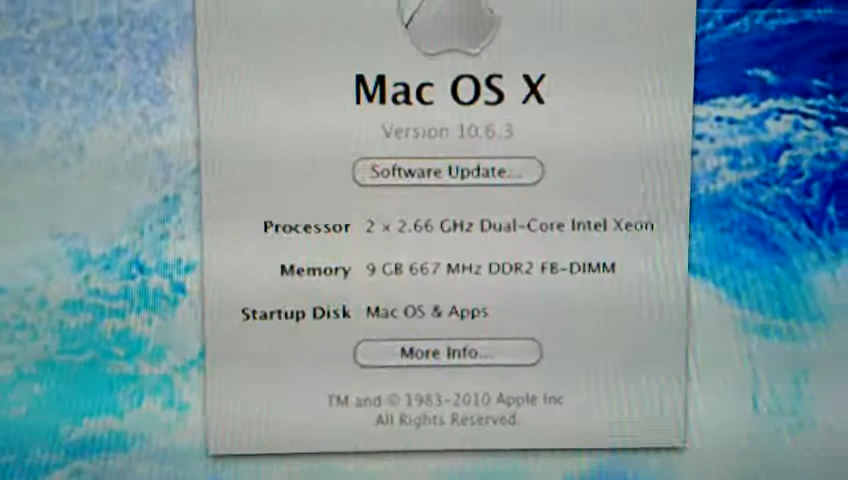 Mac OS X
Version 10.6.3
Software Update...
Processor 2 x 2.66 GHz Dual-Core Intel Xeon
Memory 9 GB 667 MHz DDR2 FB-DIMM
Startup Disk Mac OS & Apps
More Info...
TM and © 1983-2010 Apple Inc
All Rights Reserved.